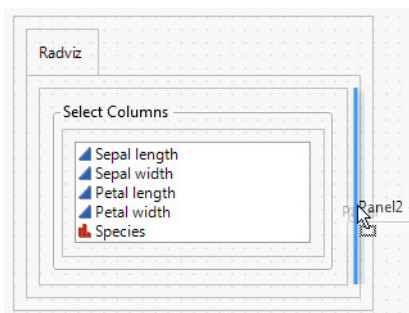 Radviz
Select Columns
Sepal length
Sepal width
Petal length
Petal width
Panel2
Species